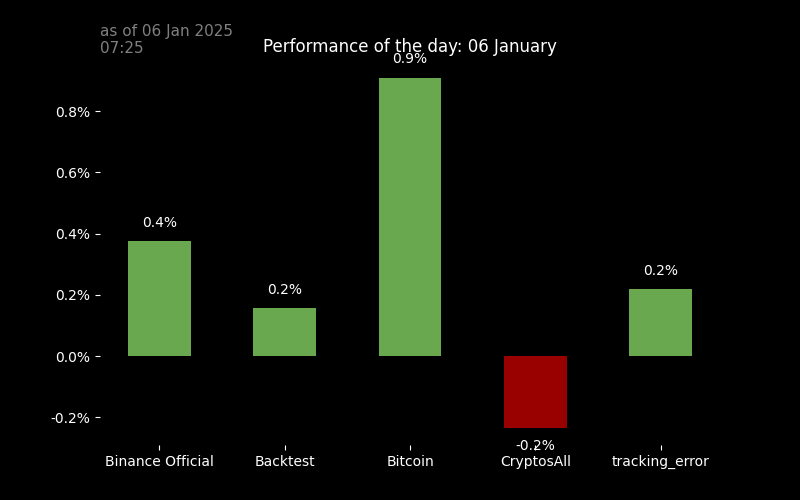 as of 06 Jan 2025
07:25
Performance of the day: 06 January
0.9%
0.8%
0.6%
0.4%
0.4%
0.2%
0.2%
0.2%
0.0%
-0.2%
-0.2%
Binance Official
Backtest
Bitcoin
CryptosAll
tracking_error